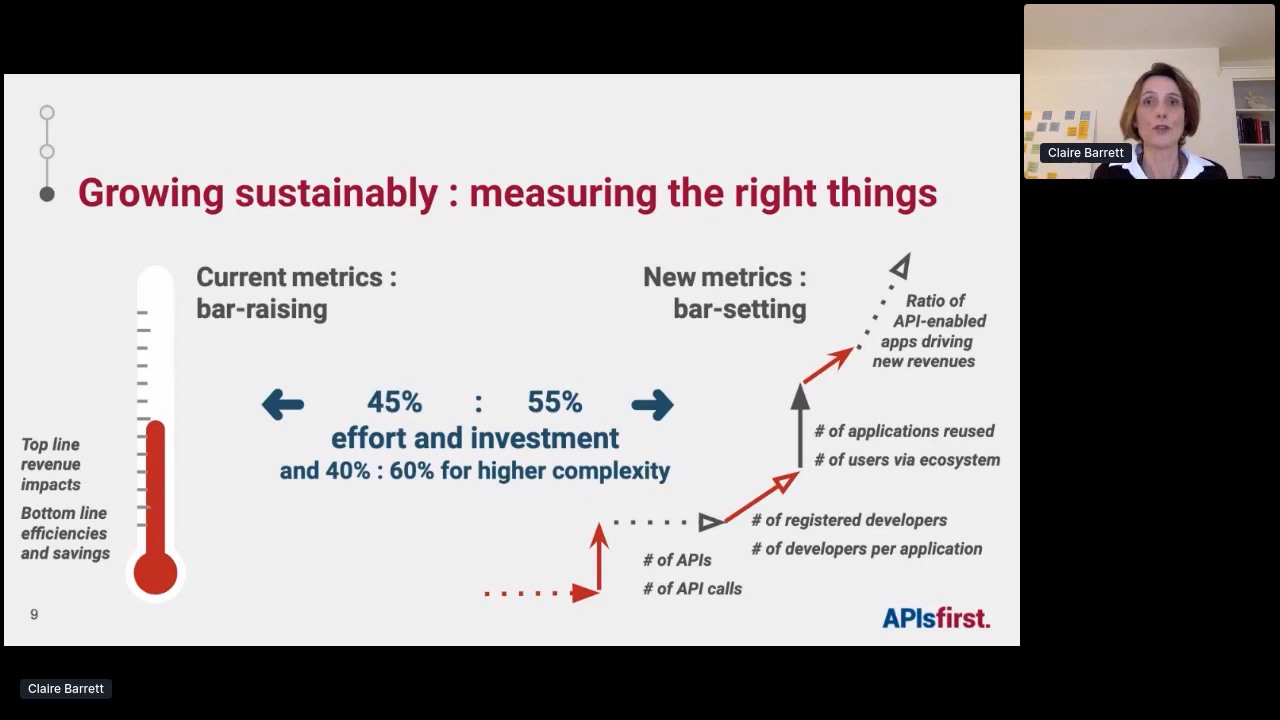 Growing sustainably : measuring the right things
Current metrics :
bar-raising
New metrics :
bar-setting
Ratio of
API-enabled
apps driving
new revenues
45% : 55%
effort and investment
and 40% : 60% for higher complexity
Top line
revenue
impacts
Bottom line
efficiencies
and savings
# of applications reused
# of users via ecosystem
# of registered developers
# of developers per application
# of APIs
# of API calls
9
APIsfirst.
Claire Barrett
Claire Barrett